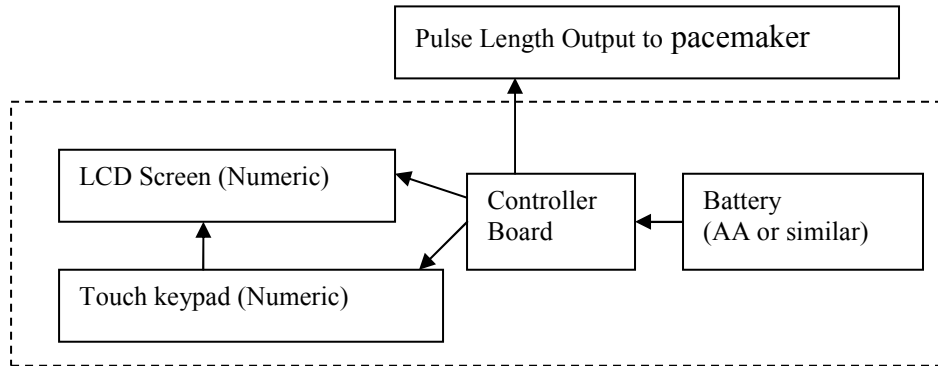 Pulse Length Output to pacemaker
LCD Screen (Numeric)
Controller
Board
Battery
(AA or similar)
Touch keypad (Numeric)